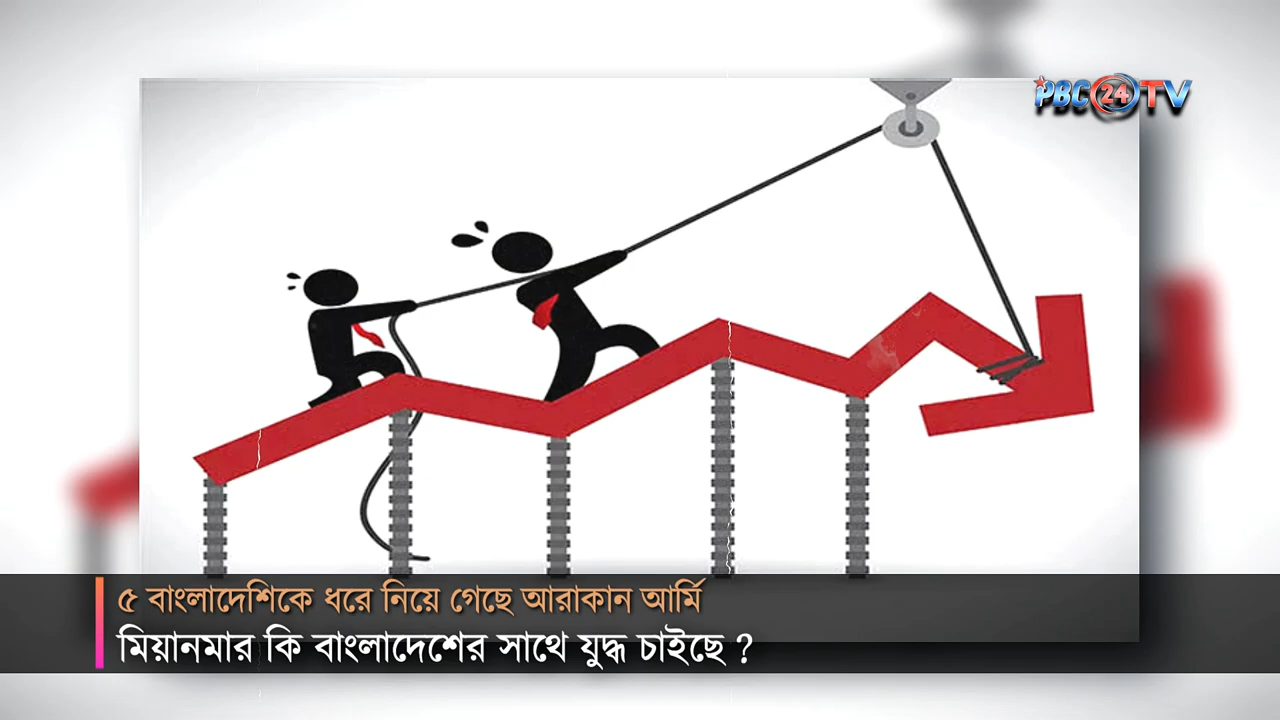 PBC 24 TV
৫ বাংলাদেশিকে ধরে নিয়ে গেছে আরাকান আর্মি
মিয়ানমার কি বাংলাদেশের সাথে যুদ্ধ চাইছে ?